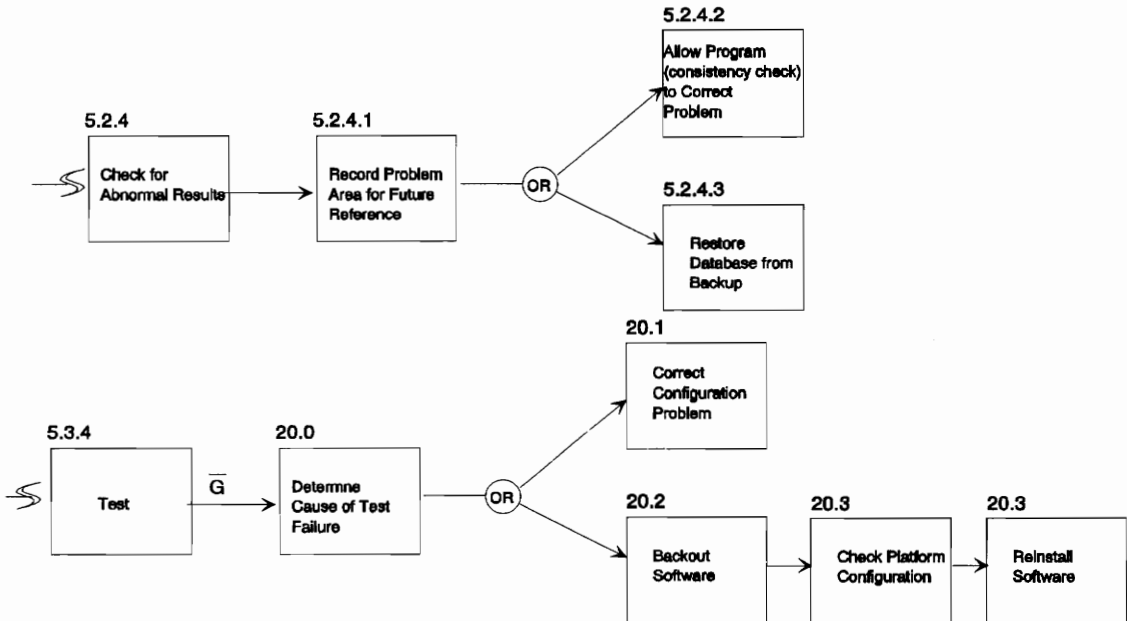 5.2.4.2
Allow Program
(consistency check)
to Correct
Problem
5.2.4
Check for
Abnormal Results
5.2.4.1
Record Problem
Area for Future
Reference
OR
5.2.4.3
Restore
Database from
Backup
20.1
Correct
Configuration
Problem
5.3.4
Test
G̅
20.0
Determne
Cause of Test
Failure
OR
20.2
Backout
Software
20.3
Check Platform
Configuration
20.3
Reinstall
Software